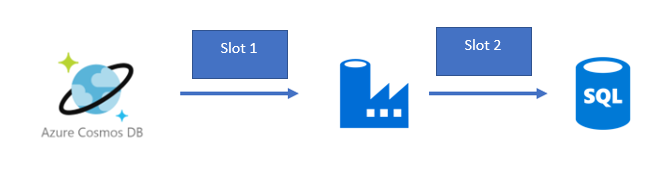 Slot 1
Slot 2
Azure Cosmos DB
SQL